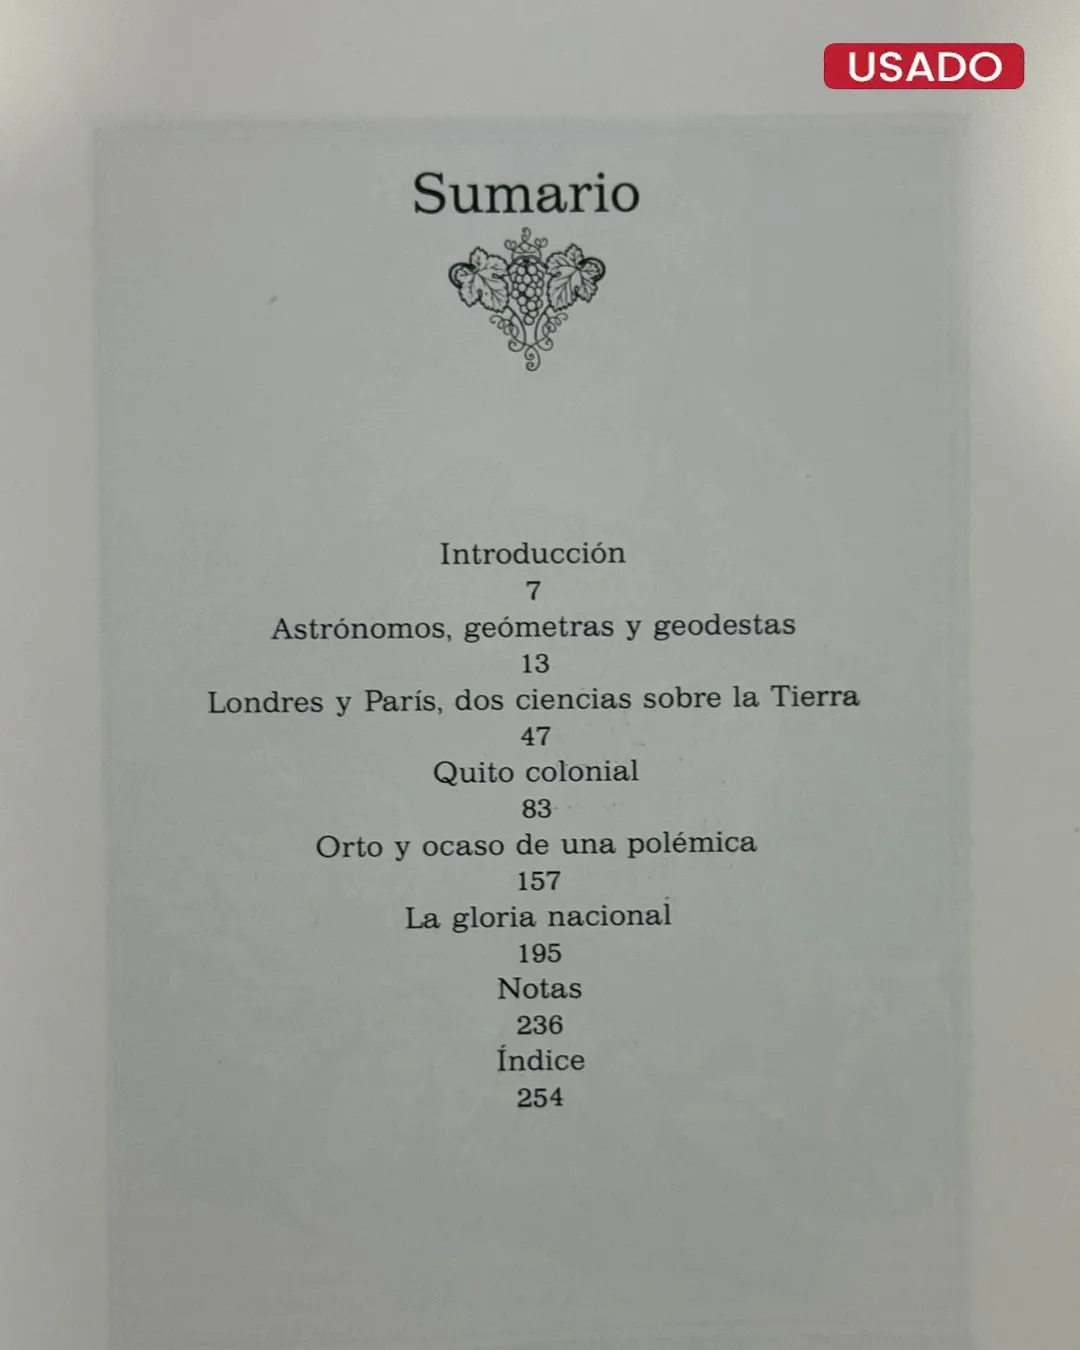 USADO
Sumario
Introducción
7
Astrónomos, geómetras y geodestas
13
Londres y París, dos ciencias sobre la Tierra
47
Quito colonial
83
Orto y ocaso de una polémica
157
La gloria nacional
195
Notas
236
Índice
254